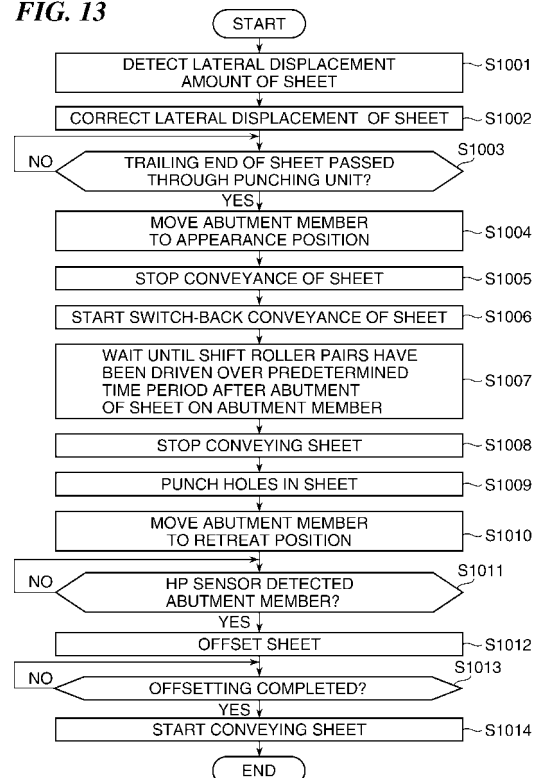 FIG. 13
START
DETECT LATERAL DISPLACEMENT
AMOUNT OF SHEET
S1001
CORRECT LATERAL DISPLACEMENT OF SHEET
S1002
S1003
NO
TRAILING END OF SHEET PASSED
THROUGH PUNCHING UNIT?
YES
MOVE ABUTMENT MEMBER
TO APPEARANCE POSITION
S1004
STOP CONVEYANCE OF SHEET
S1005
START SWITCH-BACK CONVEYANCE OF SHEET
S1006
WAIT UNTIL SHIFT ROLLER PAIRS HAVE
BEEN DRIVEN OVER PREDETERMINED
TIME PERIOD AFTER ABUTMENT
OF SHEET ON ABUTMENT MEMBER
S1007
STOP CONVEYING SHEET
S1008
PUNCH HOLES IN SHEET
S1009
MOVE ABUTMENT MEMBER
TO RETREAT POSITION
S1010
S1011
NO
HP SENSOR DETECTED
ABUTMENT MEMBER?
YES
OFFSET SHEET
S1012
S1013
NO
OFFSETTING COMPLETED?
YES
START CONVEYING SHEET
S1014
END